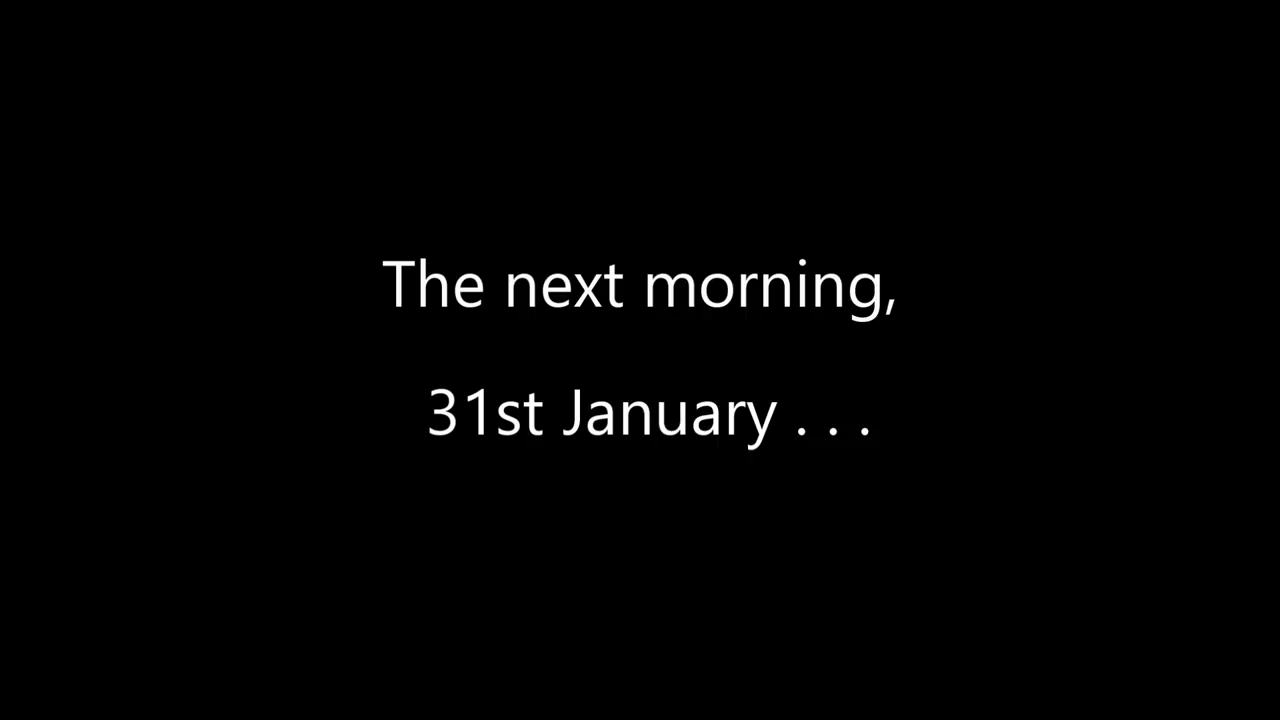 The next morning,
31st January . . .